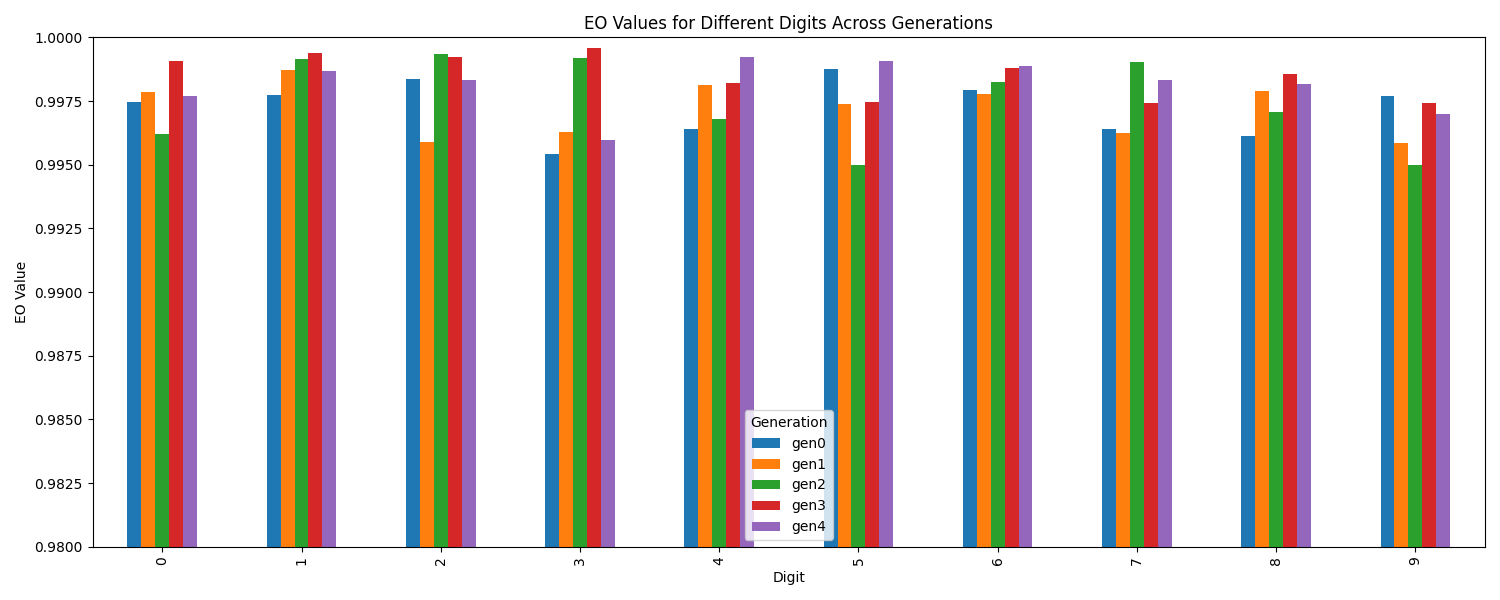 EO Values for Different Digits Across Generations
1.0000
0.9975
0.9950
0.9925
0.9900
0.9875
0.9850
0.9825
0.9800
EO Value
Generation
gen0
gen1
gen2
gen3
gen4
0 1 2 3 4 5 6 7 8 9
Digit